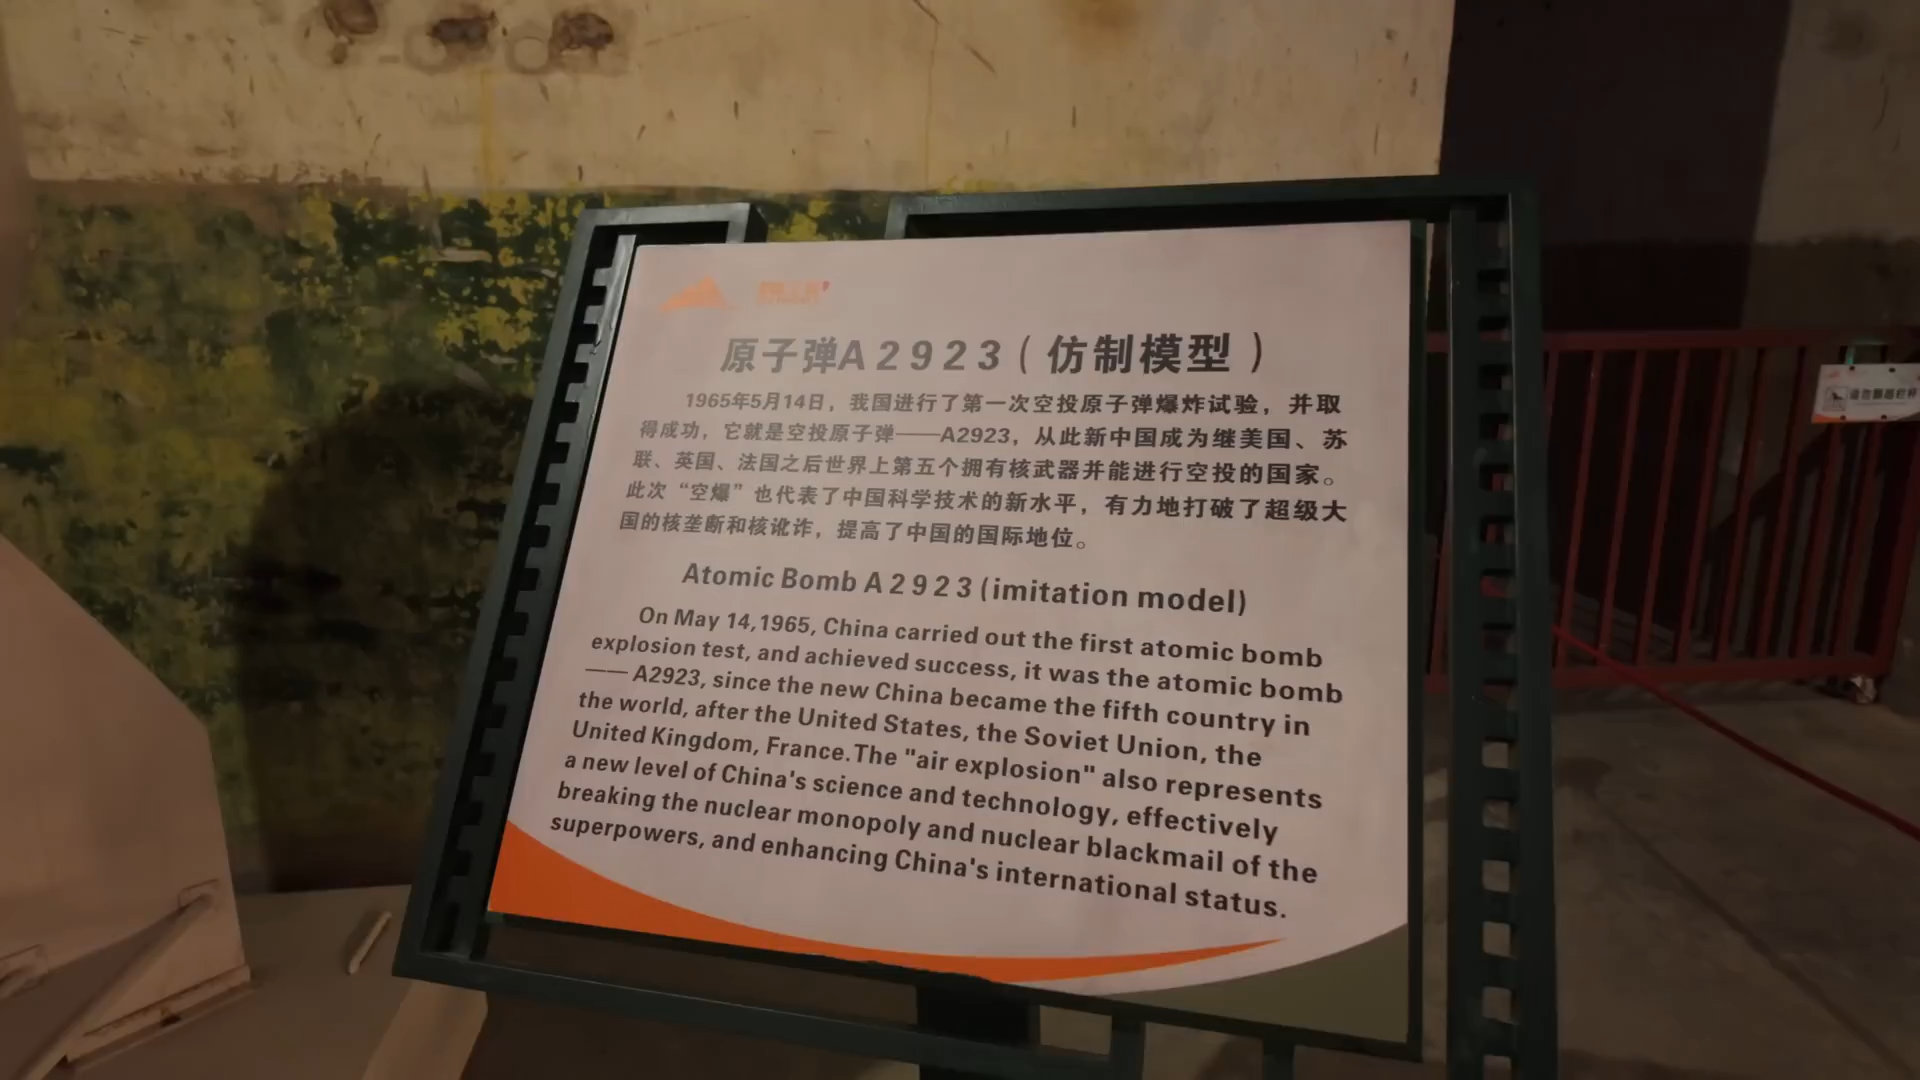 原子弹A2923（仿制模型）
1965年5月14日，我国进行了第一次空投原子弹爆炸试验，并取
得成功，它就是空投原子弹——A2923，从此新中国成为继美国、苏
联、英国、法国之后世界上第五个拥有核武器并能进行空投的国家。
此次“空爆”也代表了中国科学技术的新水平，有力地打破了超级大
国的核垄断和核讹诈，提高了中国的国际地位。
Atomic Bomb A2923(imitation model)
On May 14,1965, China carried out the first atomic bomb
explosion test, and achieved success, it was the atomic bomb
—— A2923, since the new China became the fifth country in
the world, after the United States, the Soviet Union, the
United Kingdom, France.The "air explosion" also represents
a new level of China's science and technology, effectively
breaking the nuclear monopoly and nuclear blackmail of the
superpowers, and enhancing China's international status.